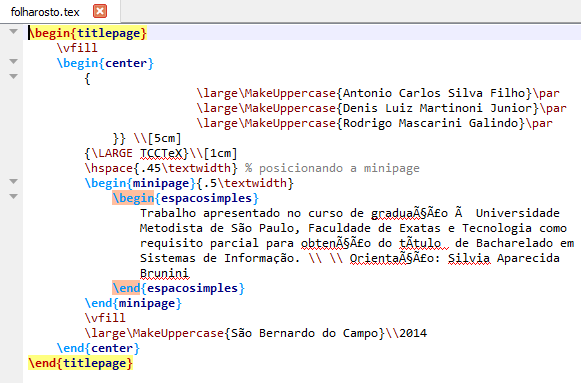 folharosto.tex
\begin{titlepage}
\vfill
\begin{center}
{
\large\MakeUppercase{Antonio Carlos Silva Filho}\par
\large\MakeUppercase{Denis Luiz Martinoni Junior}\par
\large\MakeUppercase{Rodrigo Mascarini Galindo}\par
}} \\[5cm]
{\LARGE TCCTeX}\\[1cm]
\hspace{.45\textwidth} % posicionando a minipage
\begin{minipage}{.5\textwidth}
\begin{espacosimples}
Trabalho apresentado no curso de graduaÃ§Ã£o Ã  Universidade
Metodista de São Paulo, Faculdade de Exatas e Tecnologia como
requisito parcial para obtenÃ§Ã£o do tÃ­tulo  de Bacharelado em
Sistemas de Informação. \\ \\ OrientaÃ§Ã£o: Silvia Aparecida
Brunini
\end{espacosimples}
\end{minipage}
\vfill
\large\MakeUppercase{São Bernardo do Campo}\\2014
\end{center}
\end{titlepage}